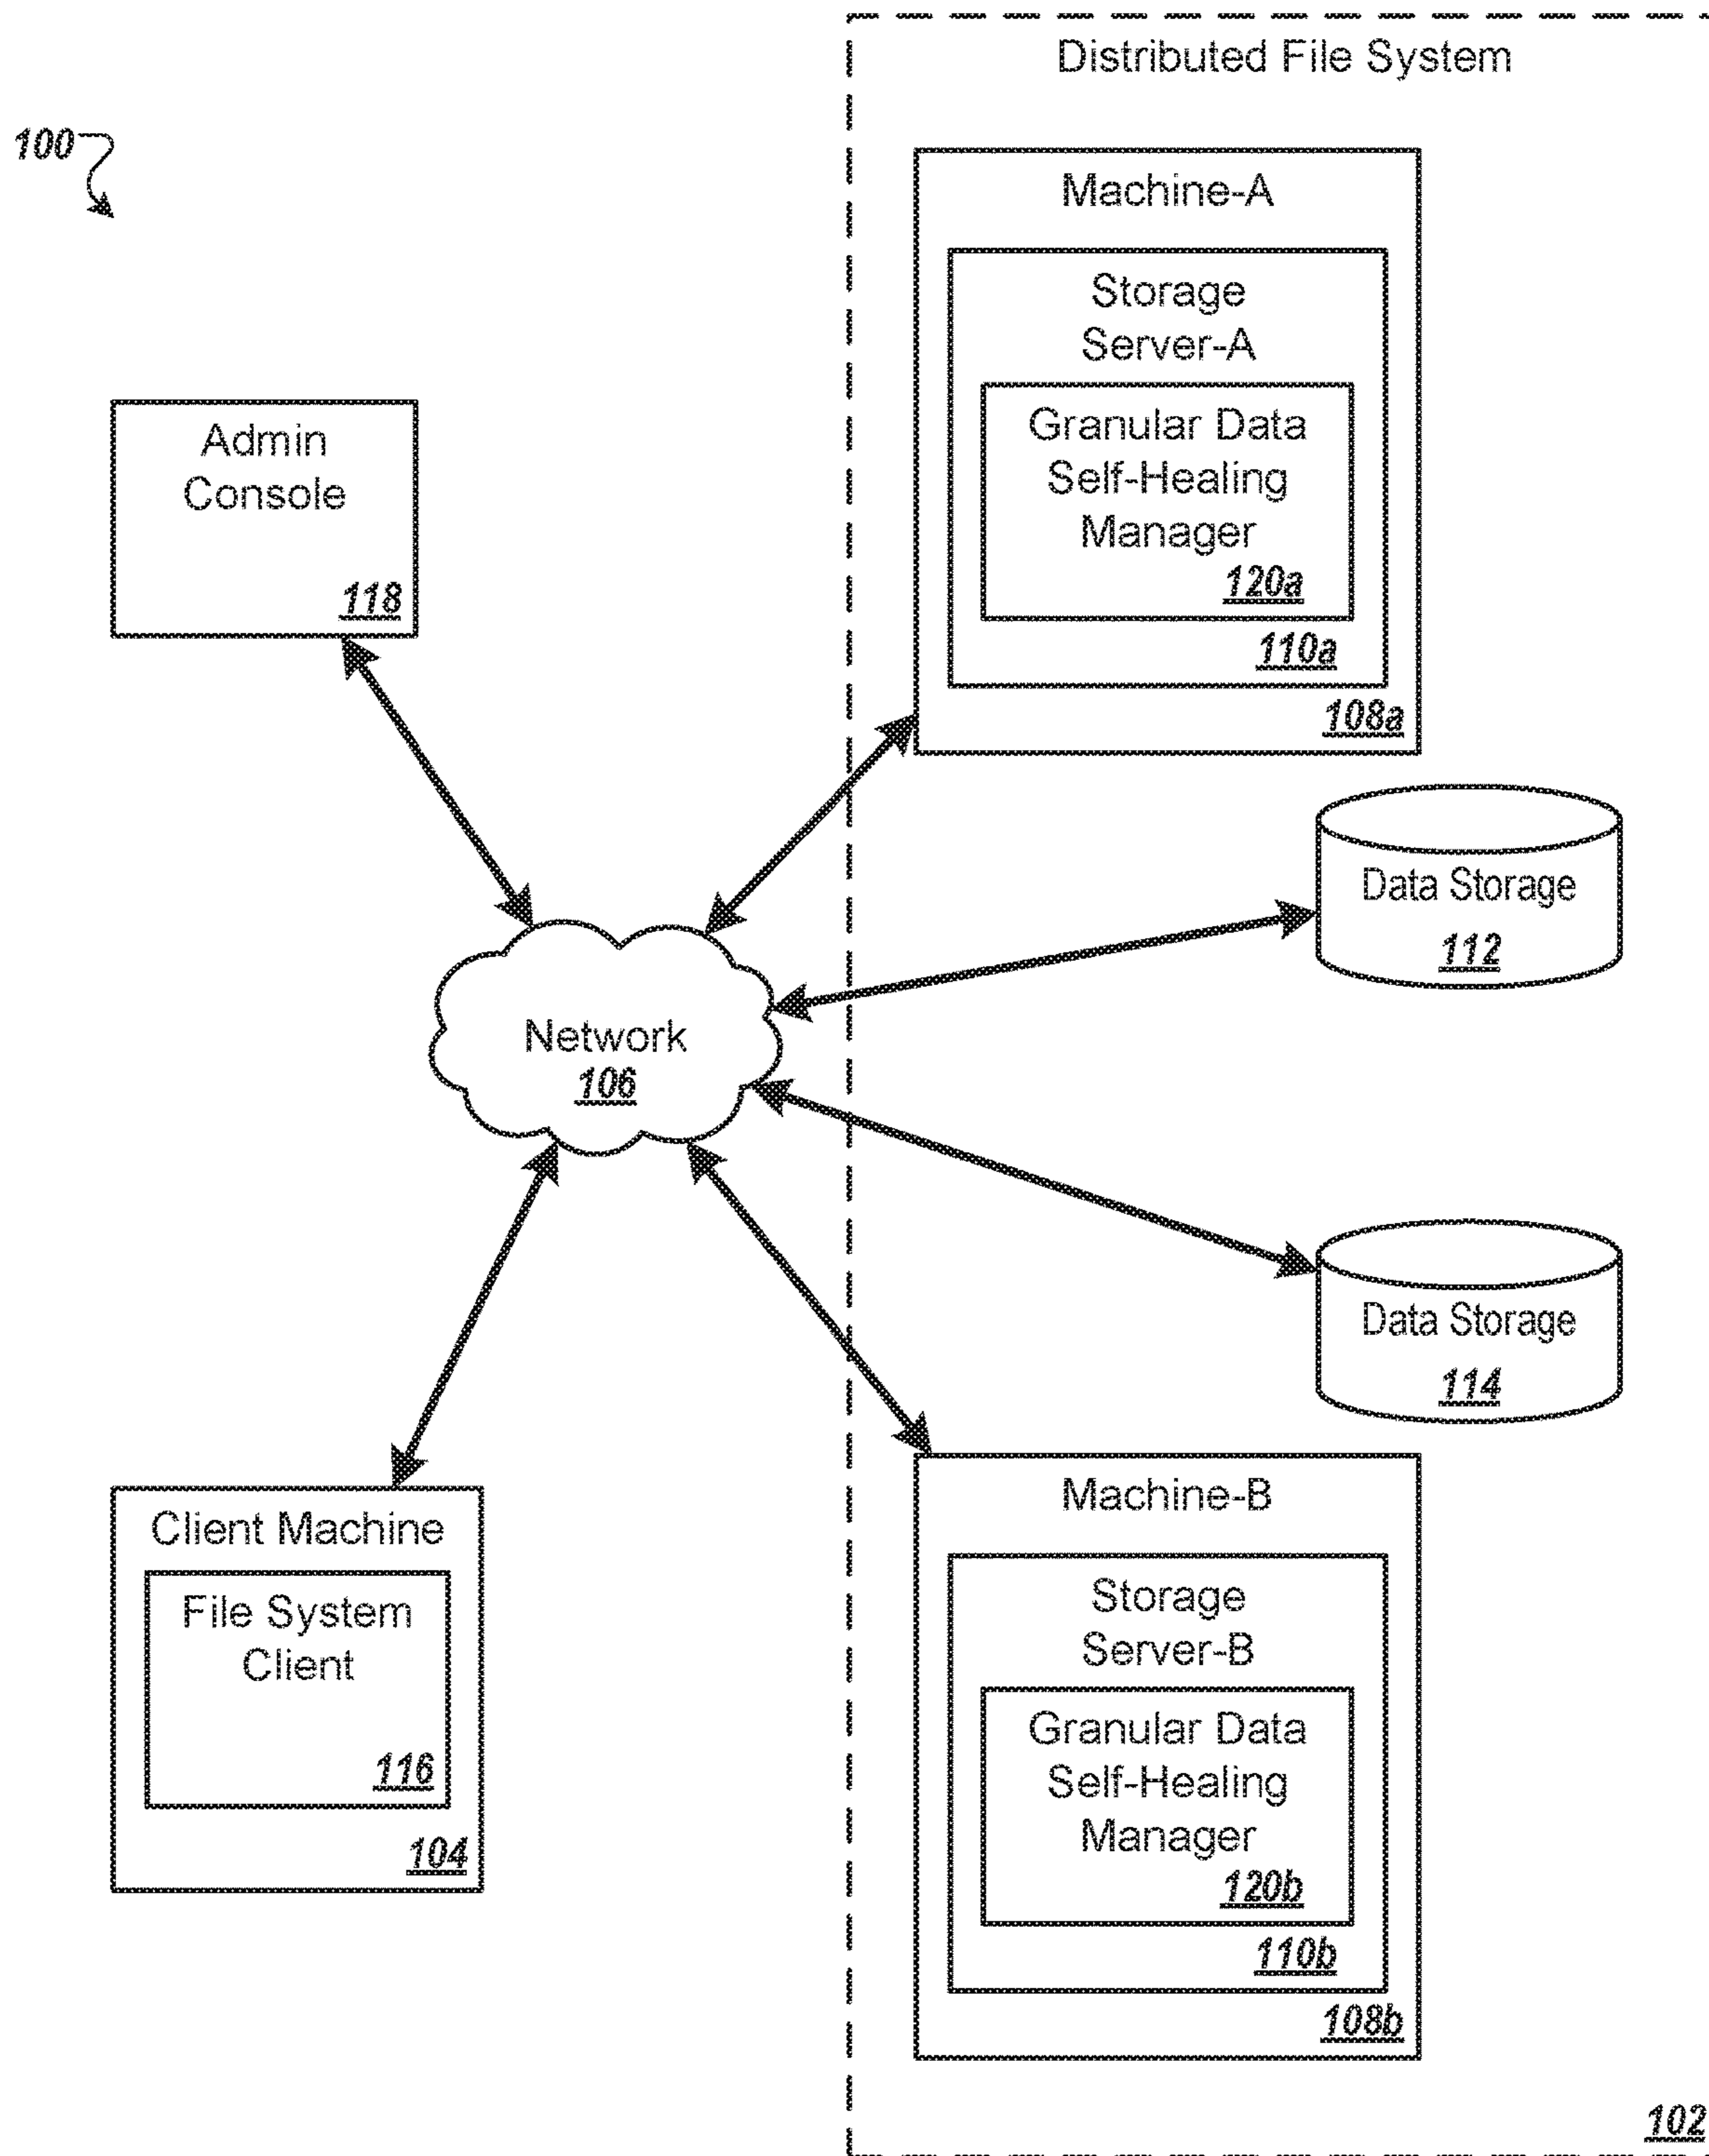 Distributed File System
100
Machine-A
Storage
Server-A
Granular Data
Self-Healing
Manager
120a
110a
108a
Admin
Console
118
Data Storage
112
Network
106
Data Storage
114
Client Machine
File System
Client
116
104
Machine-B
Storage
Server-B
Granular Data
Self-Healing
Manager
120b
110b
108b
102